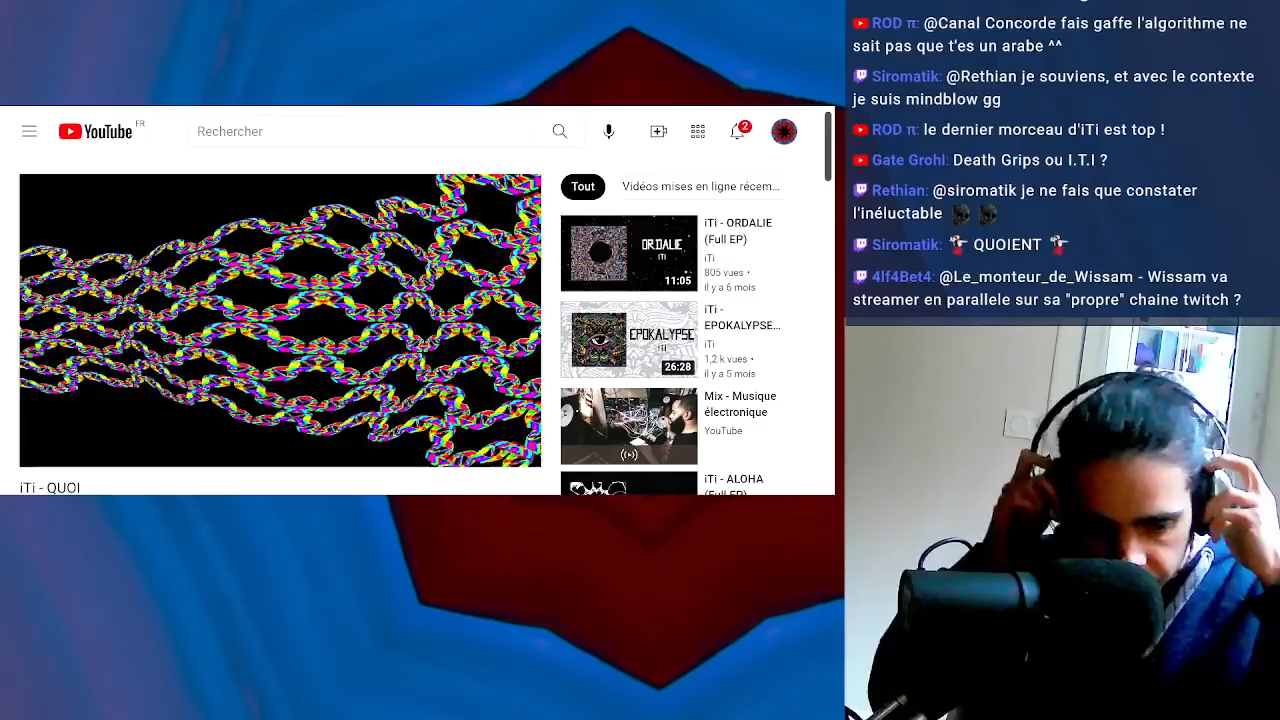 YouTube FR
Rechercher
2
Tout
Vidéos mises en ligne récem...
ORDALIE
iTi
11:05
iTi - ORDALIE
(Full EP)
iTi
805 vues •
il y a 6 mois
EPOKALYPSE
iTi
26:28
iTi -
EPOKALYPSE...
iTi
1,2 k vues •
il y a 5 mois
Mix - Musique
électronique
YouTube
iTi - ALOHA
(Full EP)
iTi - QUOI
ROD π: @Canal Concorde fais gaffe l'algorithme ne
sait pas que t'es un arabe ^^
Siromatik: @Rethian je souviens, et avec le contexte
je suis mindblow gg
ROD π: le dernier morceau d'iTi est top !
Gate Grohl: Death Grips ou I.T.I ?
Rethian: @siromatik je ne fais que constater
l'inéluctable
Siromatik: QUOIENT
4lf4Bet4: @Le_monteur_de_Wissam - Wissam va
streamer en parallele sur sa "propre" chaine twitch ?